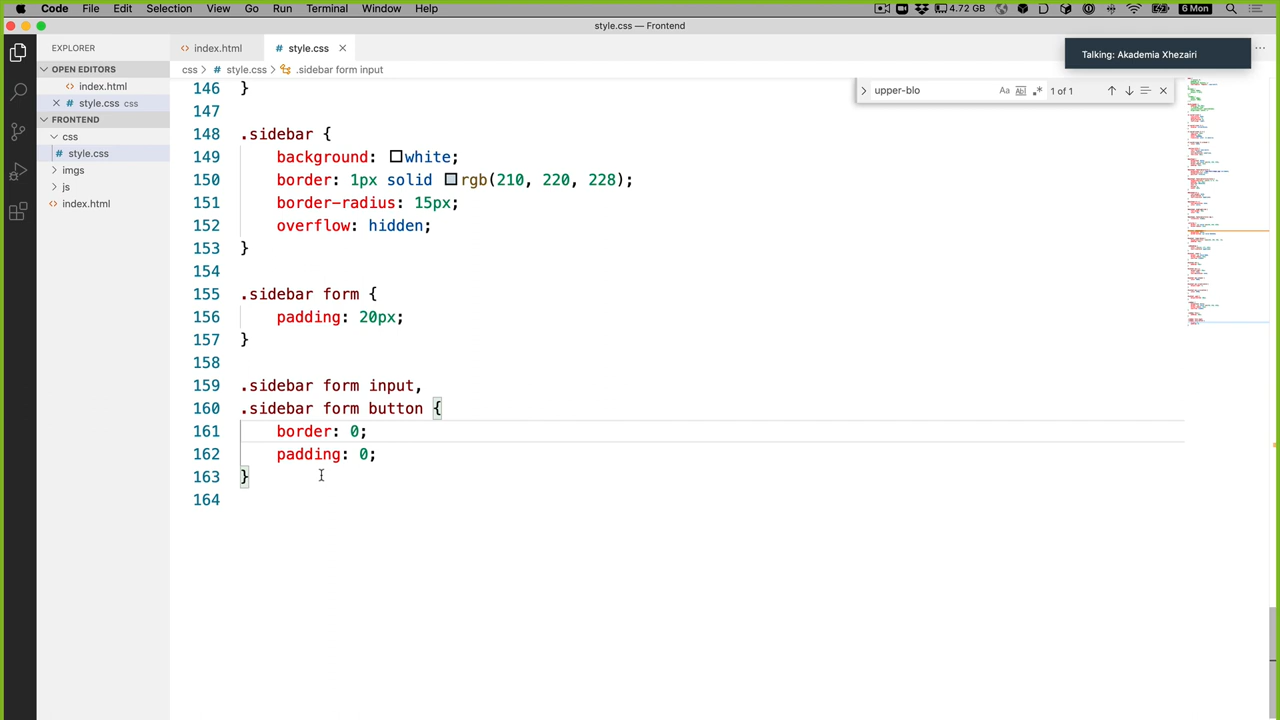 Code File Edit Selection View Go Run Terminal Window Help 4.72 GB 6 Mon
style.css — Frontend
EXPLORER
index.html style.css
Talking: Akademia Xhezairi
OPEN EDITORS
index.html
style.css css
FRONTEND
css
style.css
imgs
js
index.html
css > style.css > .sidebar form input
upper-blo Aa Abl .* 1 of 1
146 }
147
148 .sidebar {
149 background: white;
150 border: 1px solid rgb(210, 220, 228);
151 border-radius: 15px;
152 overflow: hidden;
153 }
154
155 .sidebar form {
156 padding: 20px;
157 }
158
159 .sidebar form input,
160 .sidebar form button {
161 border: 0;
162 padding: 0;
163 }
164